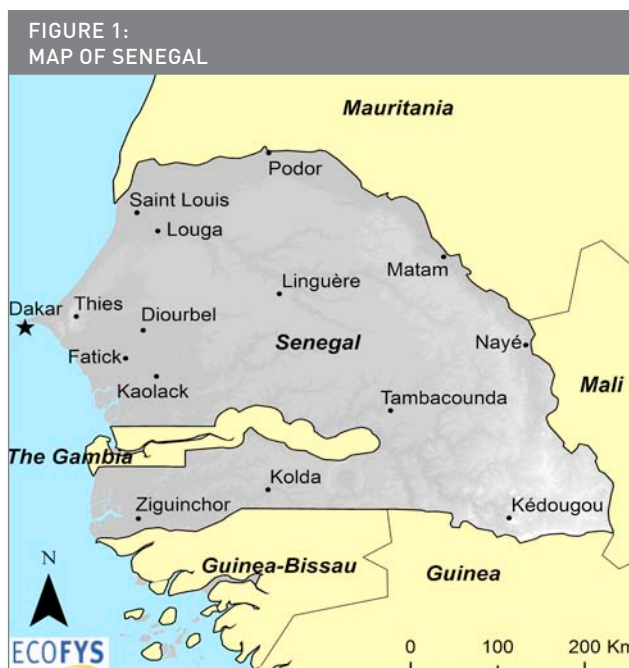 FIGURE 1:
MAP OF SENEGAL
Mauritania
Podor
Saint Louis
Louga
Matam
Linguère
Dakar
Thies
Diourbel
Senegal
Nayé
Fatick
Kaolack
Mali
Tambacounda
The Gambia
Kolda
Ziguinchor
Kédougou
N
Guinea-Bissau
Guinea
ECOFYS
0 100 200 Km